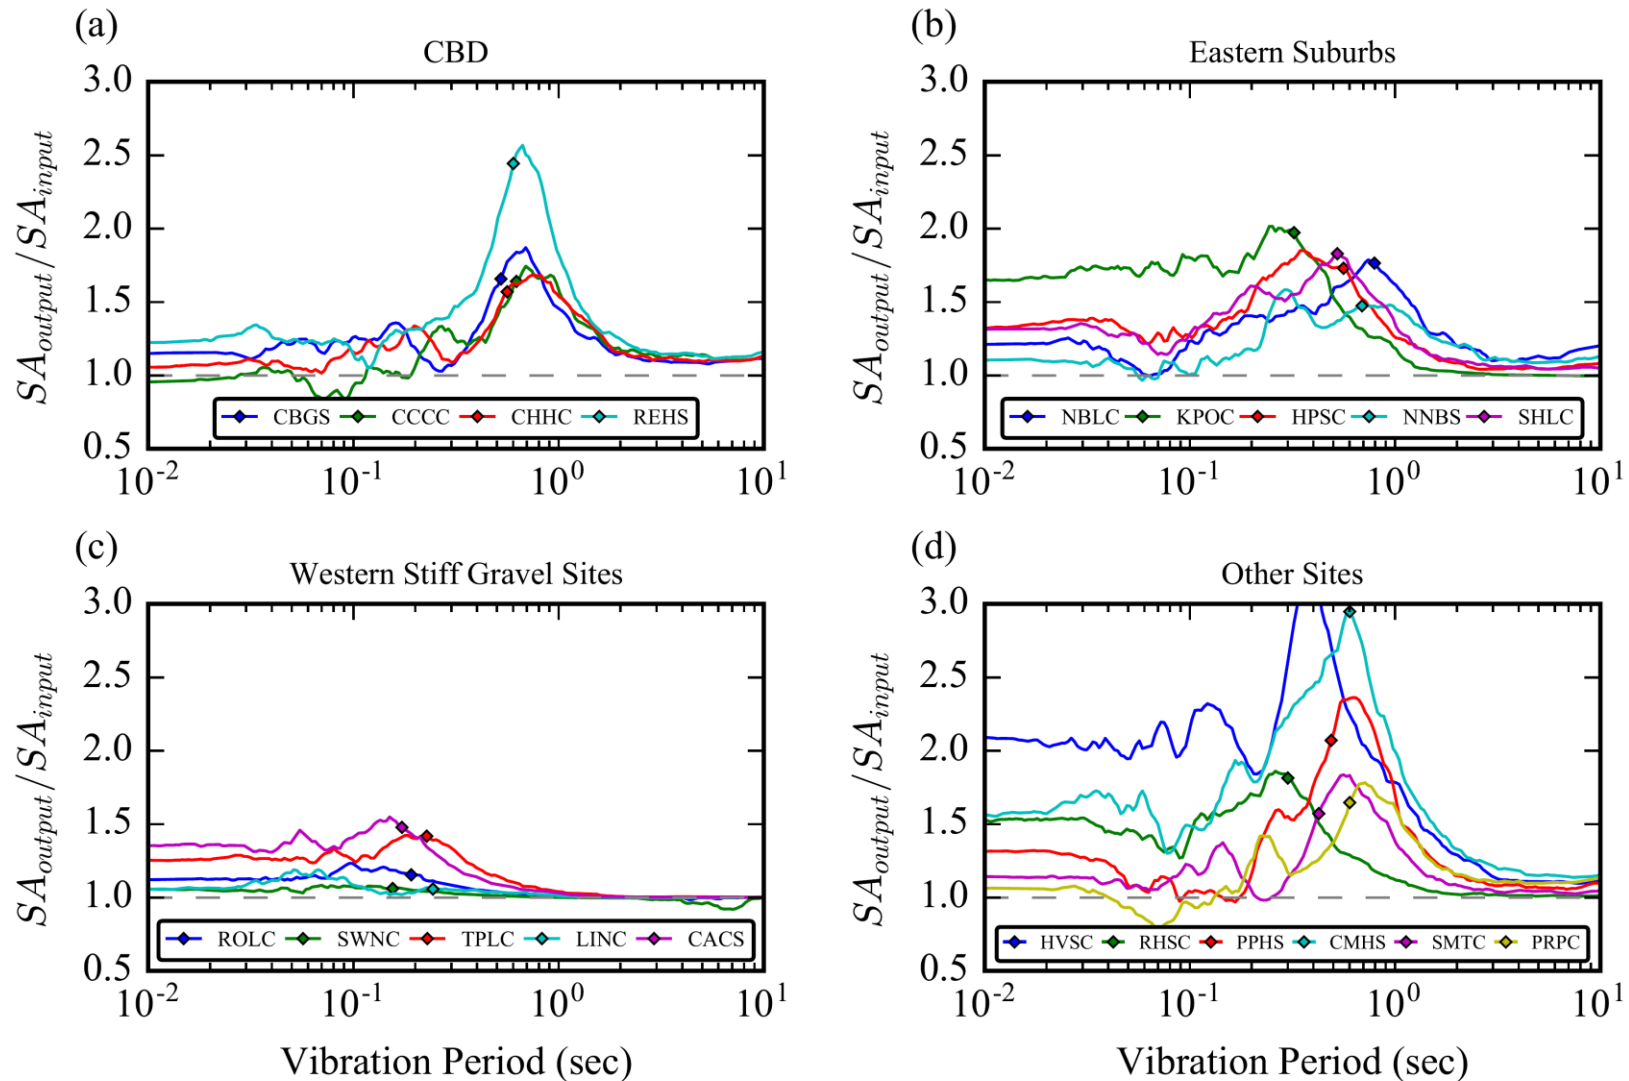 (a)
CBD
3.0
2.5
2.0
1.5
1.0
0.5
SA_output/SA_input
CBGS CCCC CHHC REHS
10^-2 10^-1 10^0 10^1
(b)
Eastern Suburbs
3.0
2.5
2.0
1.5
1.0
0.5
SA_output/SA_input
NBLC KPOC HPSC NNBS SHLC
10^-2 10^-1 10^0 10^1
(c)
Western Stiff Gravel Sites
3.0
2.5
2.0
1.5
1.0
0.5
SA_output/SA_input
ROLC SWNC TPLC LINC CACS
10^-2 10^-1 10^0 10^1
Vibration Period (sec)
(d)
Other Sites
3.0
2.5
2.0
1.5
1.0
0.5
SA_output/SA_input
HVSC RHSC PPHS CMHS SMTC PRPC
10^-2 10^-1 10^0 10^1
Vibration Period (sec)